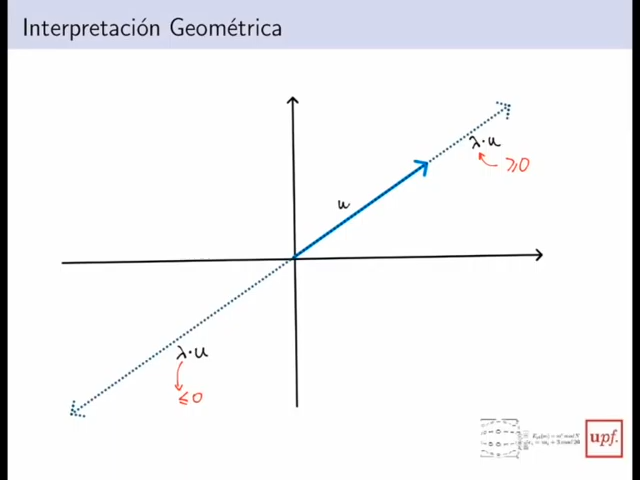 Interpretación Geométrica
λ·u
≥0
u
λ·u
≤0
upf.